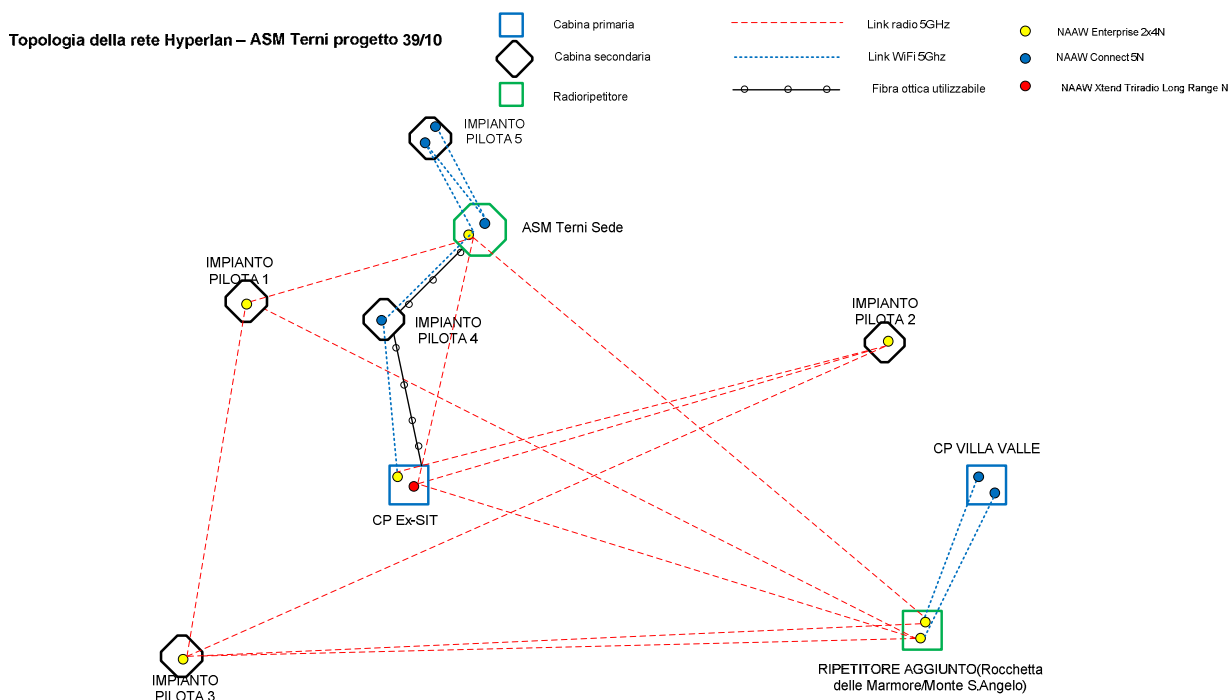 Topologia della rete Hyperlan – ASM Terni progetto 39/10
Cabina primaria
Cabina secondaria
Radioripetitore
Link radio 5GHz
Link WiFi 5Ghz
Fibra ottica utilizzabile
NAAW Enterprise 2x4N
NAAW Connect 5N
NAAW Xtend Triradio Long Range N
IMPIANTO
PILOTA 5
ASM Terni Sede
IMPIANTO
PILOTA 1
IMPIANTO
PILOTA 4
IMPIANTO
PILOTA 2
CP VILLA VALLE
CP Ex-SIT
IMPIANTO
PILOTA 3
RIPETITORE AGGIUNTO(Rocchetta
delle Marmore/Monte S.Angelo)